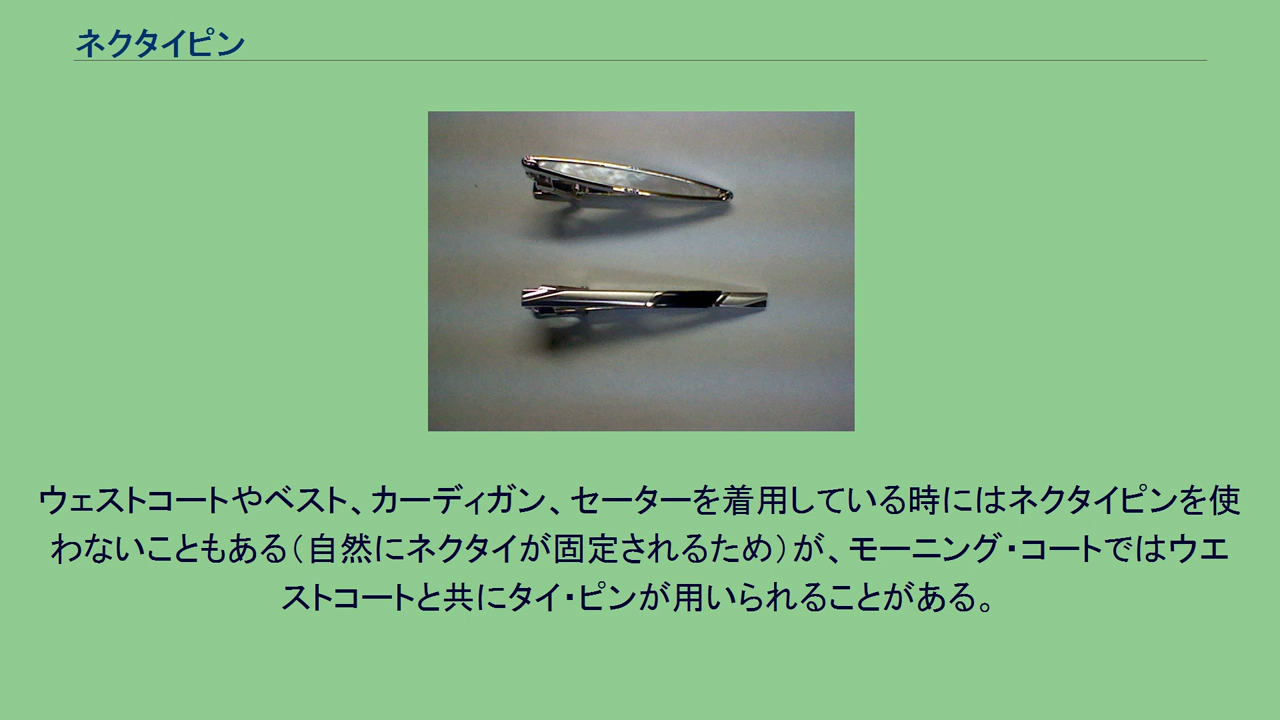 ネクタイピン
ウェストコートやベスト、カーディガン、セーターを着用している時にはネクタイピンを使
わないこともある（自然にネクタイが固定されるため）が、モーニング・コートではウエ
ストコートと共にタイ・ピンが用いられることがある。